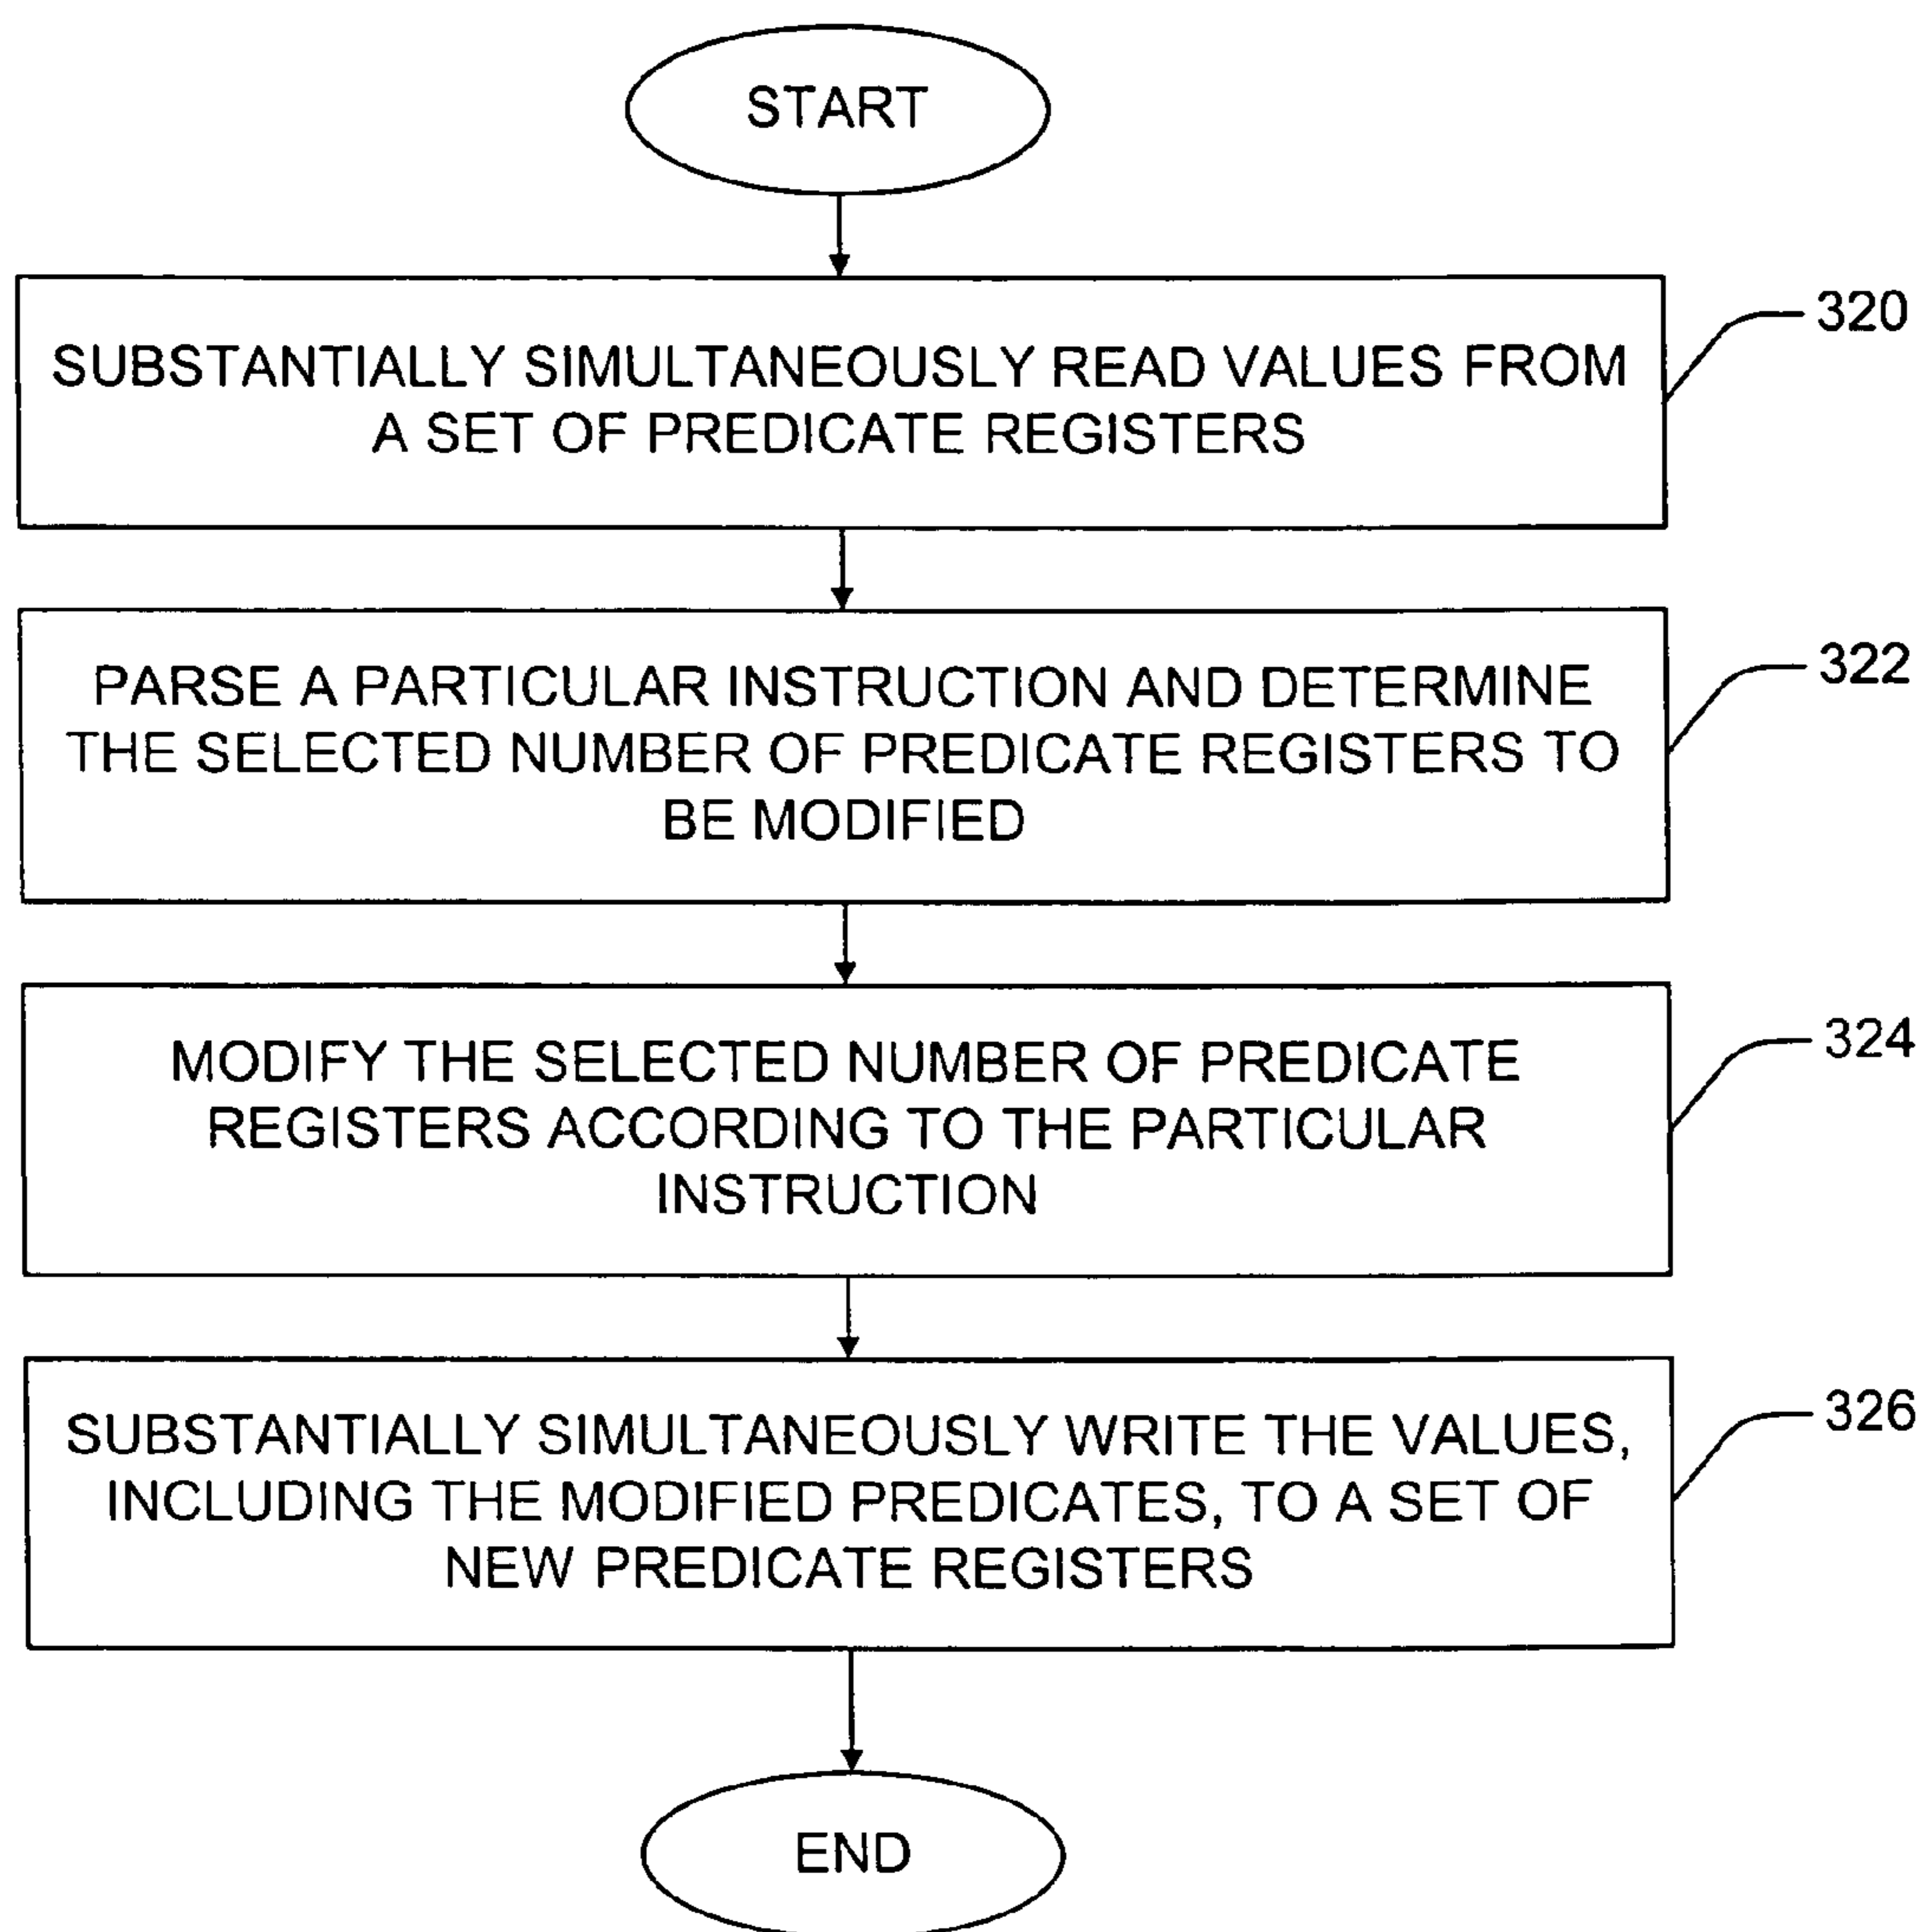 START
SUBSTANTIALLY SIMULTANEOUSLY READ VALUES FROM
A SET OF PREDICATE REGISTERS
320
PARSE A PARTICULAR INSTRUCTION AND DETERMINE
THE SELECTED NUMBER OF PREDICATE REGISTERS TO
BE MODIFIED
322
MODIFY THE SELECTED NUMBER OF PREDICATE
REGISTERS ACCORDING TO THE PARTICULAR
INSTRUCTION
324
SUBSTANTIALLY SIMULTANEOUSLY WRITE THE VALUES,
INCLUDING THE MODIFIED PREDICATES, TO A SET OF
NEW PREDICATE REGISTERS
326
END